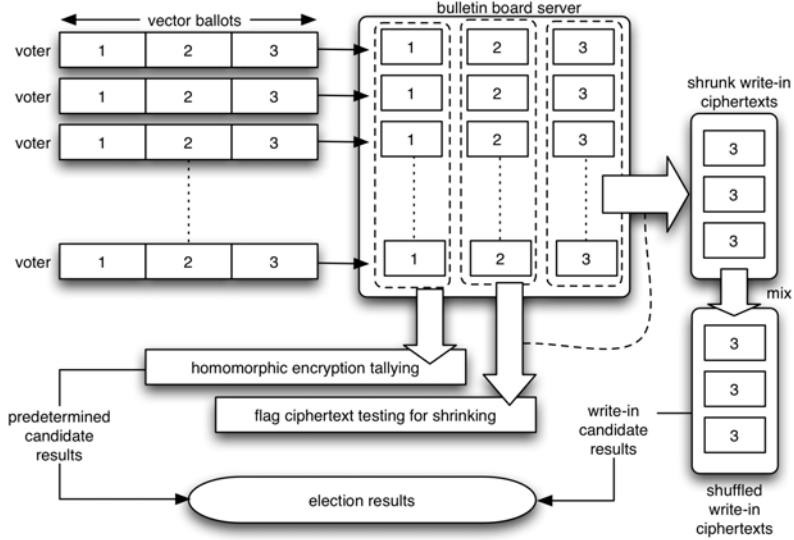 vector ballots
bulletin board server
voter 1 2 3 1 2 3
voter 1 2 3 1 2 3
voter 1 2 3 1 2 3
voter 1 2 3 1 2 3
shrunk write-in
ciphertexts
3
3
3
mix
3
3
3
shuffled
write-in
ciphertexts
homomorphic encryption tallying
flag ciphertext testing for shrinking
predetermined
candidate
results
write-in
candidate
results
election results